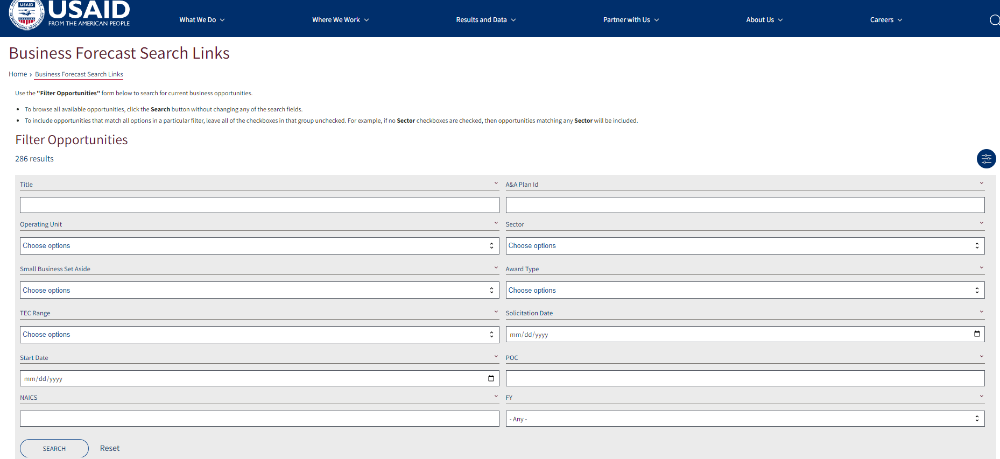 USAID
USAID
FROM THE AMERICAN PEOPLE
INTERNATIONAL DEVELOPMENT
What We Do
Where We Work
Results and Data
Partner with Us
About Us
Careers
Business Forecast Search Links
Home › Business Forecast Search Links
Use the "Filter Opportunities" form below to search for current business opportunities.
• To browse all available opportunities, click the Search button without changing any of the search fields.
• To include opportunities that match all options in a particular filter, leave all of the checkboxes in that group unchecked. For example, if no Sector checkboxes are checked, then opportunities matching any Sector will be included.
Filter Opportunities
286 results
Title
A&A Plan Id
Operating Unit
Sector
Choose options
Choose options
Small Business Set Aside
Award Type
Choose options
Choose options
TEC Range
Solicitation Date
Choose options
mm/dd/yyyy
Start Date
POC
mm/dd/yyyy
NAICS
FY
- Any -
SEARCH
Reset